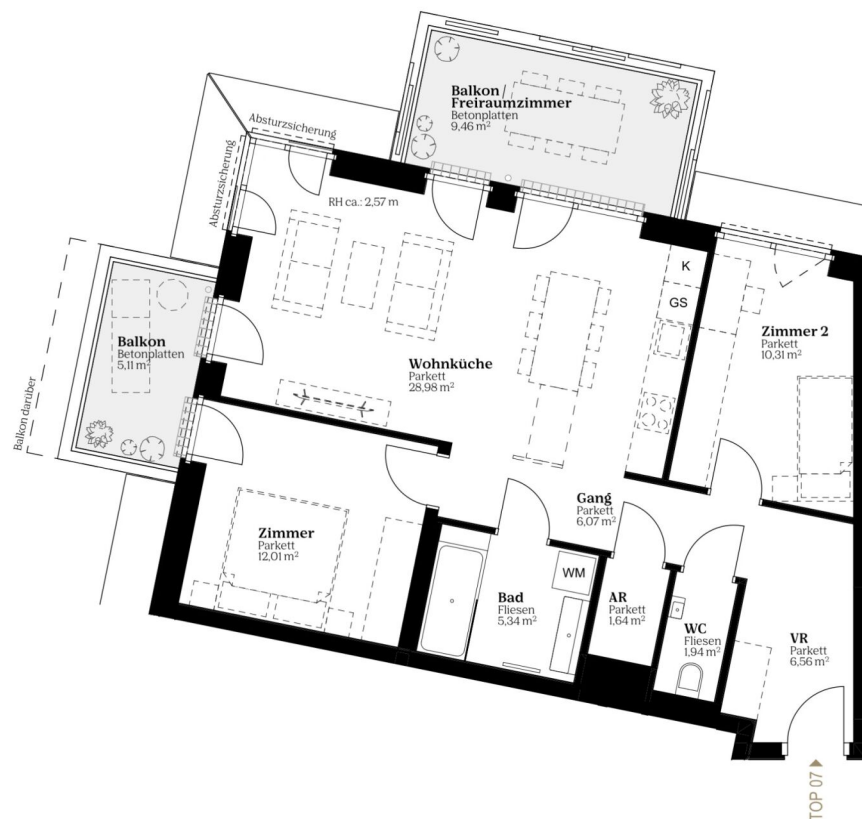 Balkon
Freiraumzimmer
Betonplatten
9,46 m²
Absturzsicherung
Absturzsicherung
RH ca.: 2,57 m
K
GS
Zimmer 2
Parkett
10,31 m²
Balkon
Betonplatten
5,11 m²
Balkon darüber
Wohnküche
Parkett
28,98 m²
Gang
Parkett
6,07 m²
Zimmer
Parkett
12,01 m²
WM
Bad
Fliesen
5,34 m²
AR
Parkett
1,64 m²
WC
Fliesen
1,94 m²
VR
Parkett
6,56 m²
TOP 07